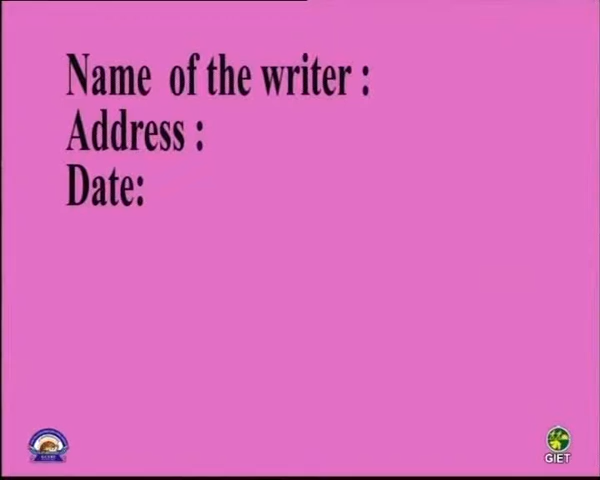 Name of the writer :
Address :
Date:
GIET